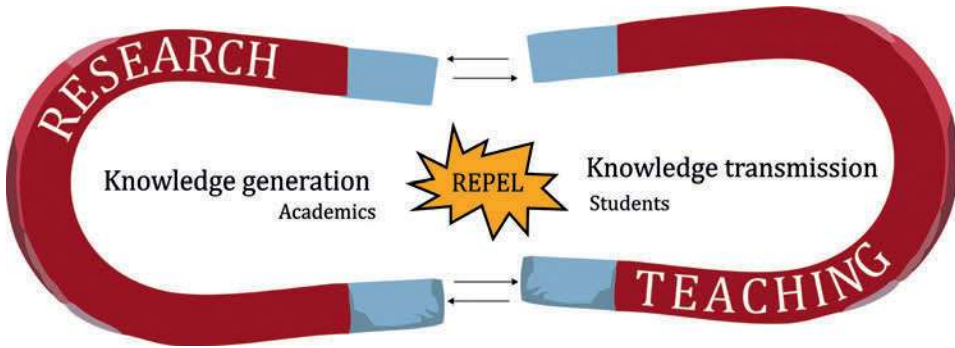 RESEARCH
Knowledge generation
Academics
REPEL
Knowledge transmission
Students
TEACHING